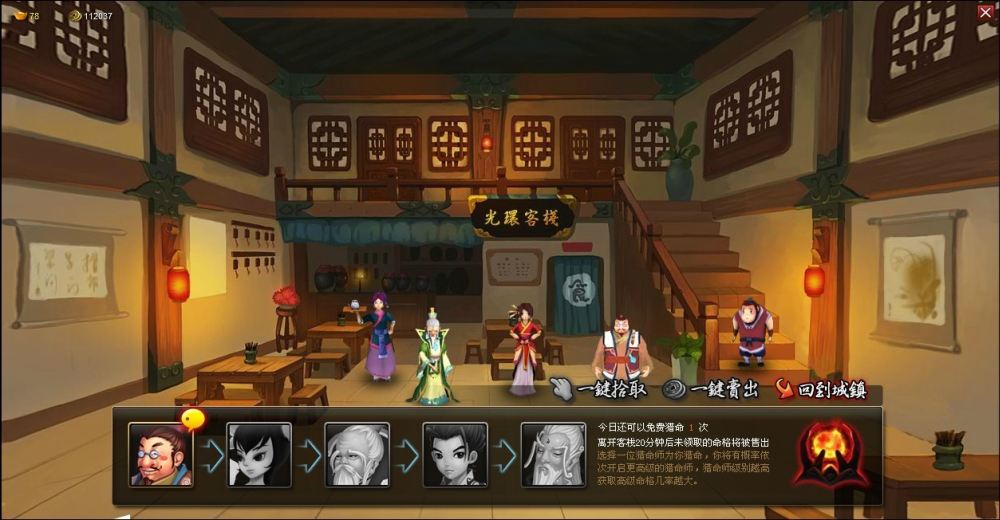 78
112037
光環客棧
食
一鍵拾取
一鍵賣出
回到城鎮
今日还可以免费猎命 1 次
离开客栈20分钟后未领取的命格将被售出
选择一位猎命师为你猎命，你将有概率依
次开启更高级的猎命师，猎命师级别越高
获取高级命格几率越大。